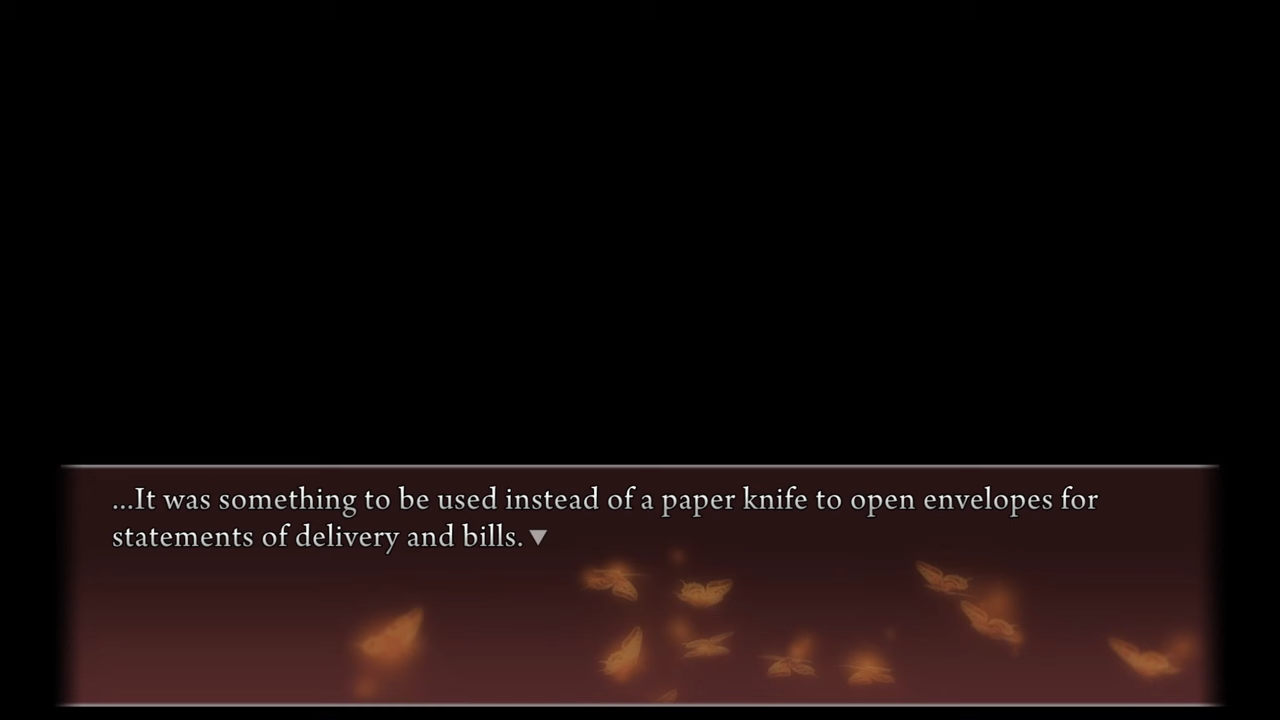 ...It was something to be used instead of a paper knife to open envelopes for
statements of delivery and bills.